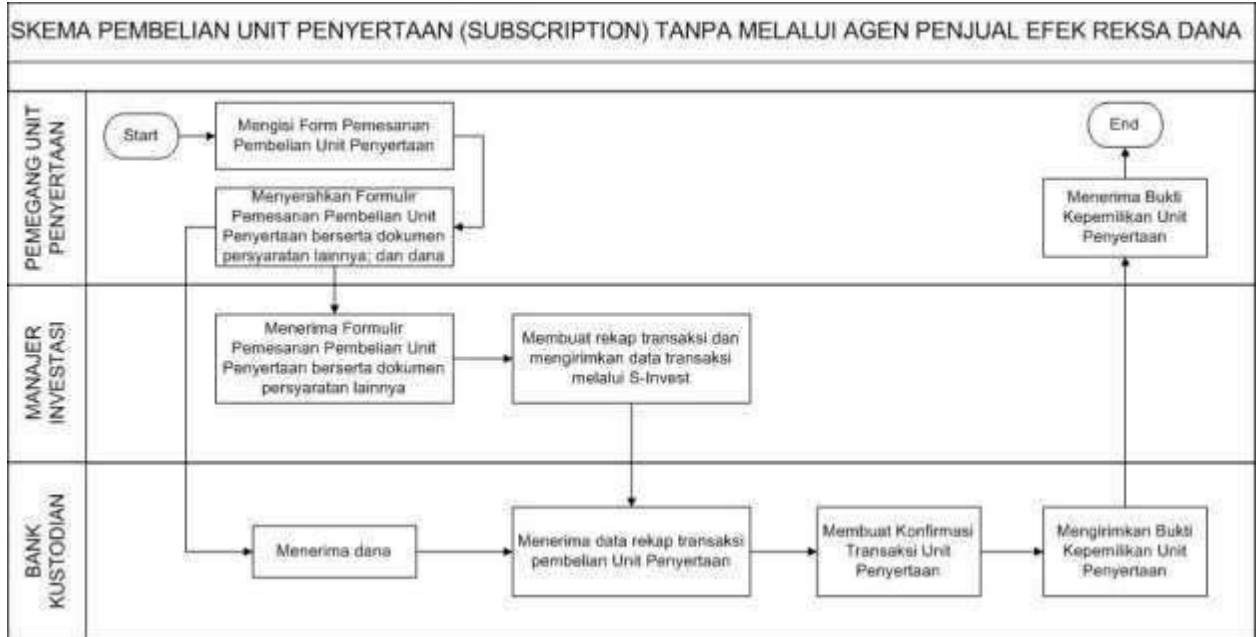 SKEMA PEMBELIAN UNIT PENYERTAAN (SUBSCRIPTION) TANPA MELALUI AGEN PENJUAL EFEK REKSA DANA
PEMEGANG UNIT
PENYERTAAN
Start
Mengisi Form Pemesanan
Pembelian Unit Penyertaan
Menyerahkan Formulir
Pemesanan Pembelian Unit
Penyertaan berserta dokumen
persyaratan lainnya; dan dana
End
Menerima Bukti
Kepemilikan Unit
Penyertaan
MANAJER
INVESTASI
Menerima Formulir
Pemesanan Pembelian Unit
Penyertaan berserta dokumen
persyaratan lainnya
Membuat rekap transaksi dan
mengirimkan data transaksi
melalui S-Invest
BANK
KUSTODIAN
Menerima dana
Menerima data rekap transaksi
pembelian Unit Penyertaan
Membuat Konfirmasi
Transaksi Unit
Penyertaan
Mengirimkan Bukti
Kepemilikan Unit
Penyertaan